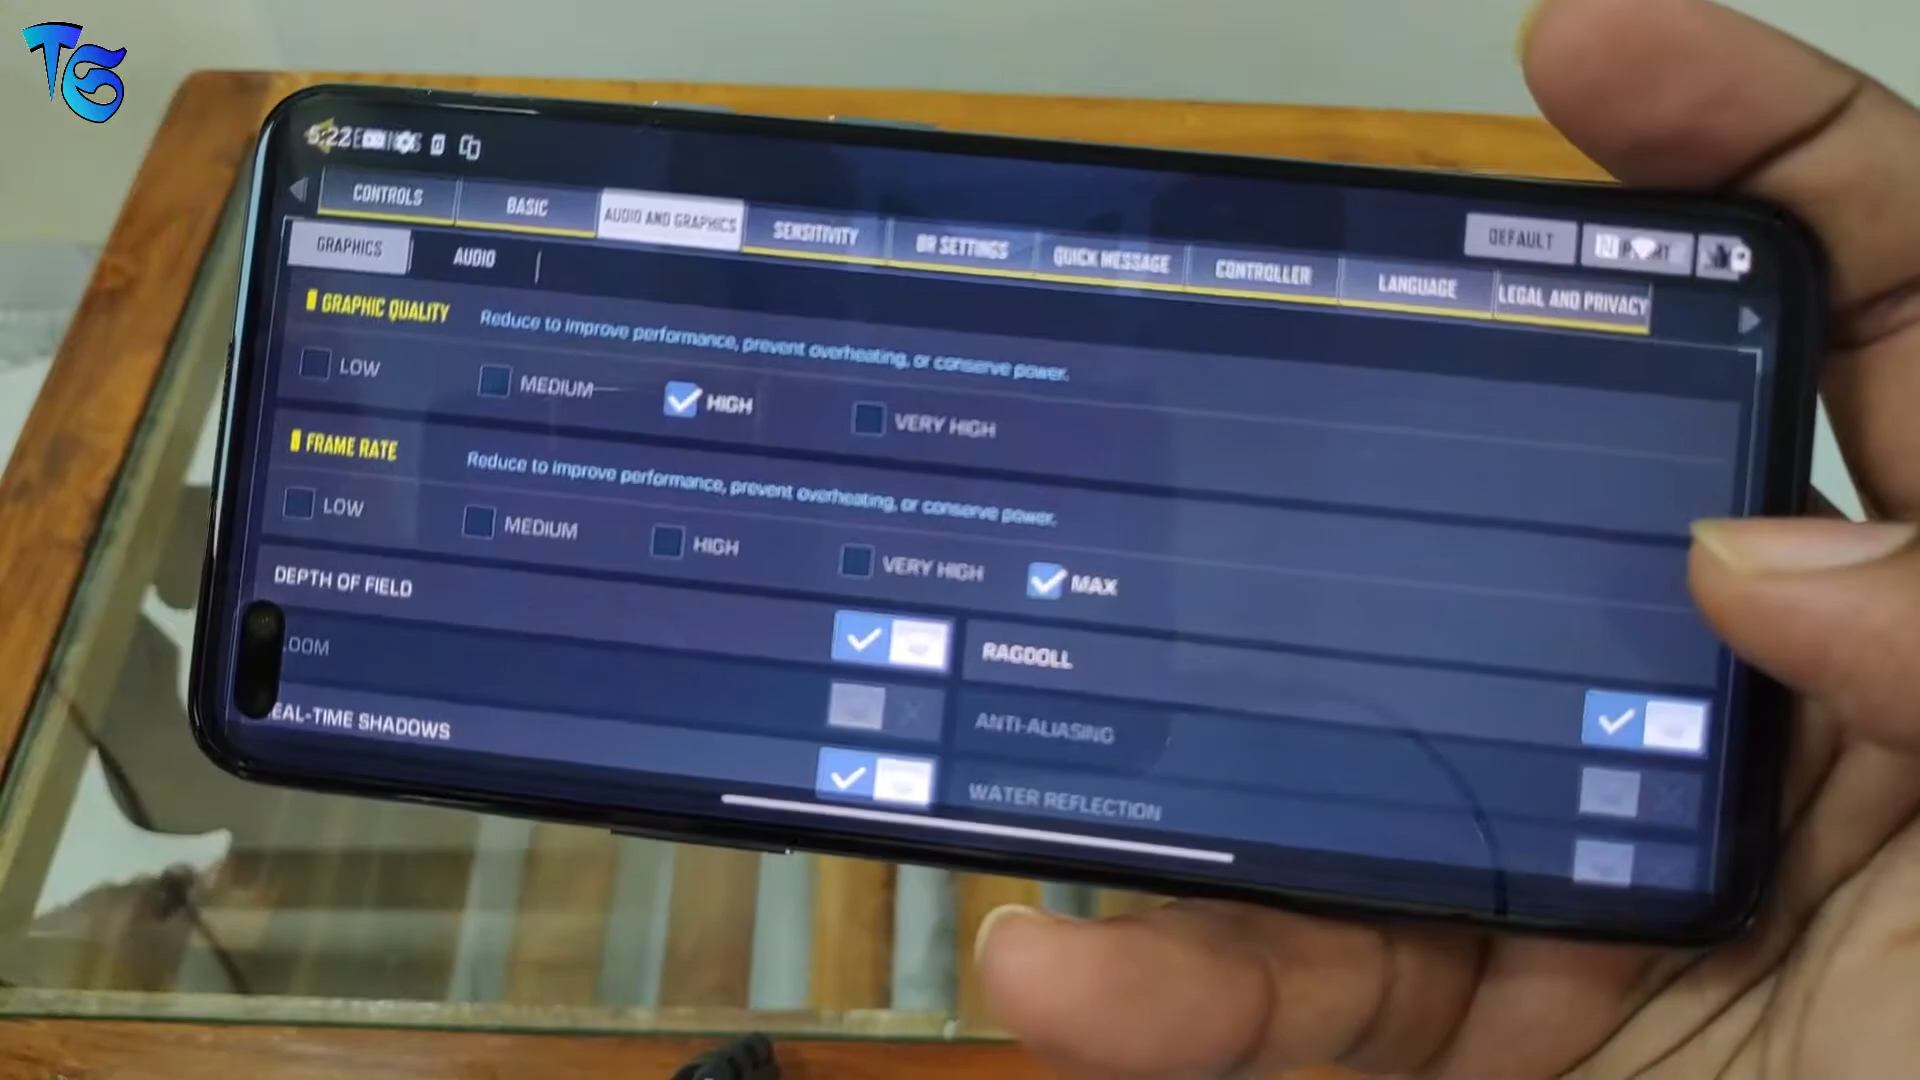 TS
5:22
CONTROLS
BASIC
AUDIO AND GRAPHICS
SENSITIVITY
BR SETTINGS
QUICK MESSAGE
CONTROLLER
LANGUAGE
LEGAL AND PRIVACY
DEFAULT
GRAPHICS
AUDIO
GRAPHIC QUALITY
Reduce to improve performance, prevent overheating, or conserve power.
LOW
MEDIUM
HIGH
VERY HIGH
FRAME RATE
Reduce to improve performance, prevent overheating, or conserve power.
LOW
MEDIUM
HIGH
VERY HIGH
MAX
DEPTH OF FIELD
RAGDOLL
LOOM
ANTI-ALIASING
EAL-TIME SHADOWS
WATER REFLECTION